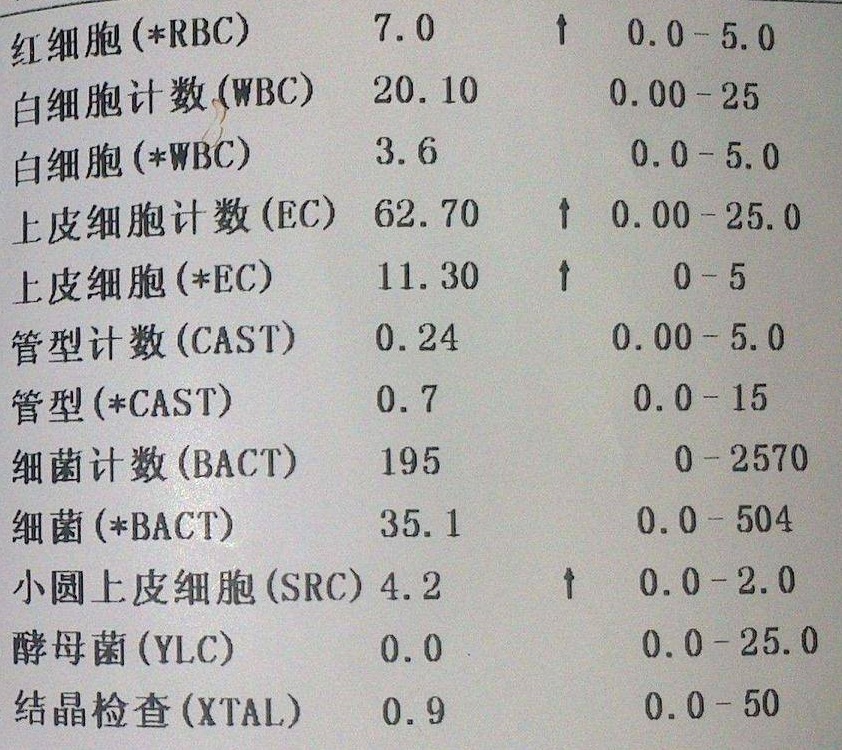 红细胞(*RBC) 7.0 ↑ 0.0-5.0
白细胞计数(WBC) 20.10 0.00-25
白细胞(*WBC) 3.6 0.0-5.0
上皮细胞计数(EC) 62.70 ↑ 0.00-25.0
上皮细胞(*EC) 11.30 ↑ 0-5
管型计数(CAST) 0.24 0.00-5.0
管型(*CAST) 0.7 0.0-15
细菌计数(BACT) 195 0-2570
细菌(*BACT) 35.1 0.0-504
小圆上皮细胞(SRC) 4.2 ↑ 0.0-2.0
酵母菌(YLC) 0.0 0.0-25.0
结晶检查(XTAL) 0.9 0.0-50